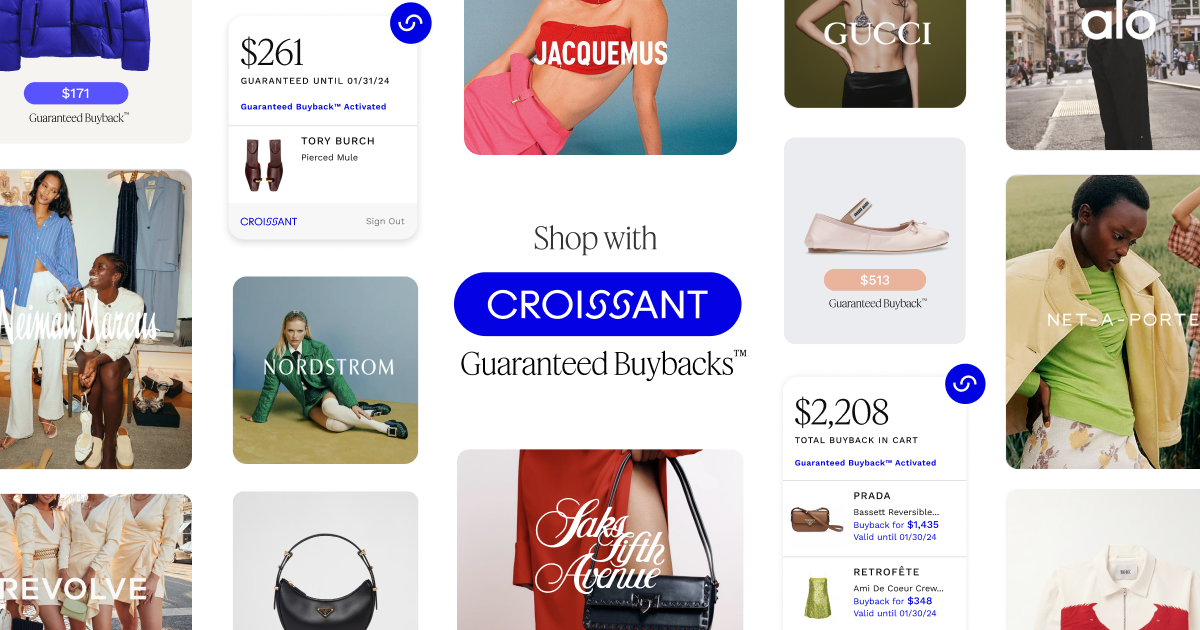 $171
Guaranteed Buyback™
Neiman Marcus
REVOLVE
$261
GUARANTEED UNTIL 01/31/24
Guaranteed Buyback™ Activated
TORY BURCH
Pierced Mule
CROISSANT
Sign Out
NORDSTROM
JACQUEMUS
Shop with
CROISSANT
Guaranteed Buybacks™
Saks
Fifth
Avenue
GUCCI
$513
Guaranteed Buyback™
$2,208
TOTAL BUYBACK IN CART
Guaranteed Buyback™ Activated
PRADA
Bassett Reversible...
Buyback for $1,435
Valid until 01/30/24
RETROFÊTE
Ami De Coeur Crew...
Buyback for $348
Valid until 01/30/24
alo
NET-A-PORTE